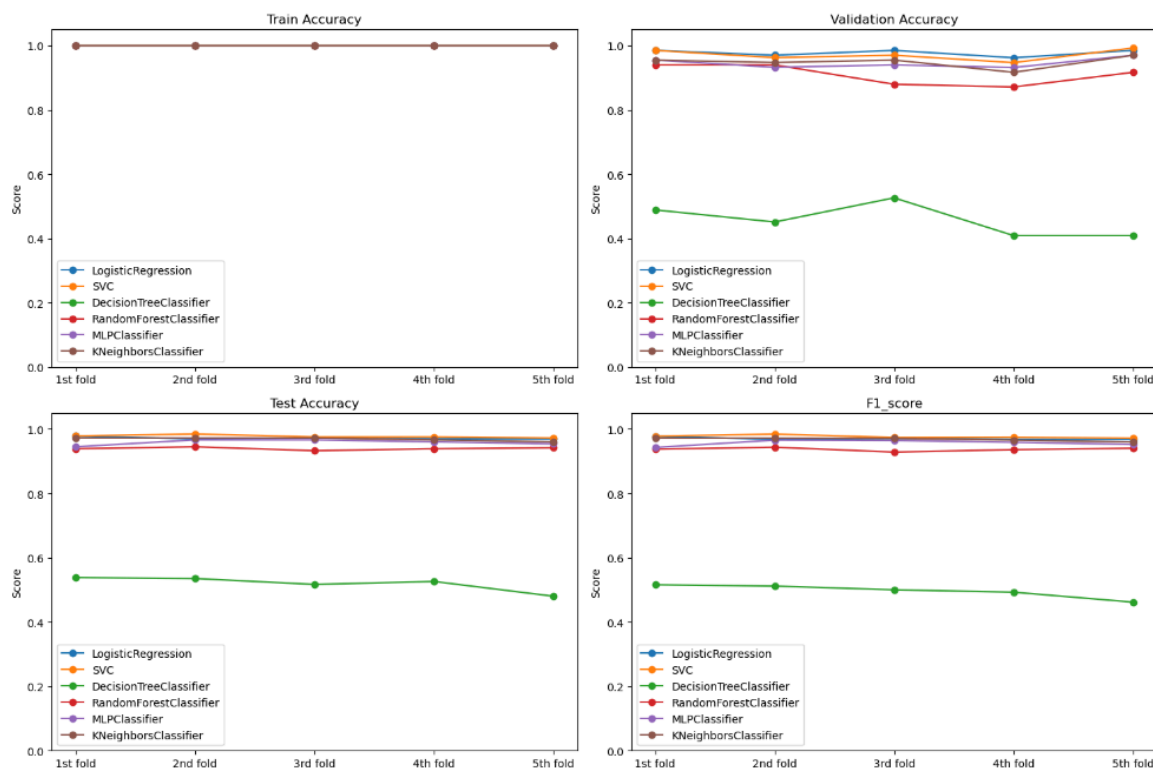 Train Accuracy
Score
1.0
0.8
0.6
0.4
0.2
0.0
LogisticRegression
SVC
DecisionTreeClassifier
RandomForestClassifier
MLPClassifier
KNeighborsClassifier
1st fold 2nd fold 3rd fold 4th fold 5th fold
Validation Accuracy
Score
1.0
0.8
0.6
0.4
0.2
0.0
LogisticRegression
SVC
DecisionTreeClassifier
RandomForestClassifier
MLPClassifier
KNeighborsClassifier
1st fold 2nd fold 3rd fold 4th fold 5th fold
Test Accuracy
Score
1.0
0.8
0.6
0.4
0.2
0.0
LogisticRegression
SVC
DecisionTreeClassifier
RandomForestClassifier
MLPClassifier
KNeighborsClassifier
1st fold 2nd fold 3rd fold 4th fold 5th fold
F1_score
Score
1.0
0.8
0.6
0.4
0.2
0.0
LogisticRegression
SVC
DecisionTreeClassifier
RandomForestClassifier
MLPClassifier
KNeighborsClassifier
1st fold 2nd fold 3rd fold 4th fold 5th fold